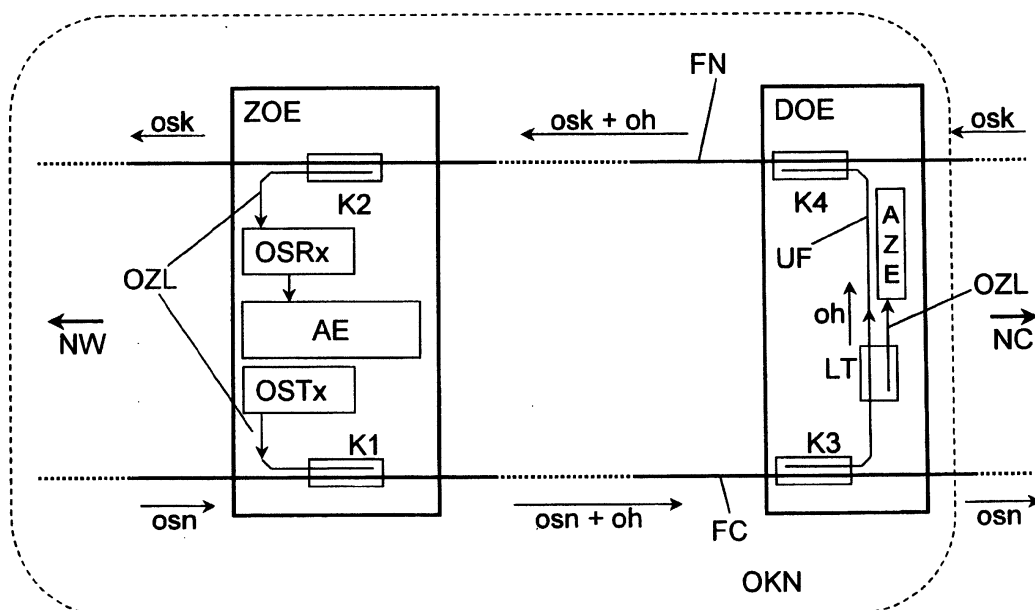 FN
osk
ZOE
osk + oh
DOE
osk
K2
K4
A
Z
E
OSRx
UF
OZL
OZL
AE
oh
NW
NC
LT
OSTx
K1
K3
osn
osn + oh
FC
osn
OKN